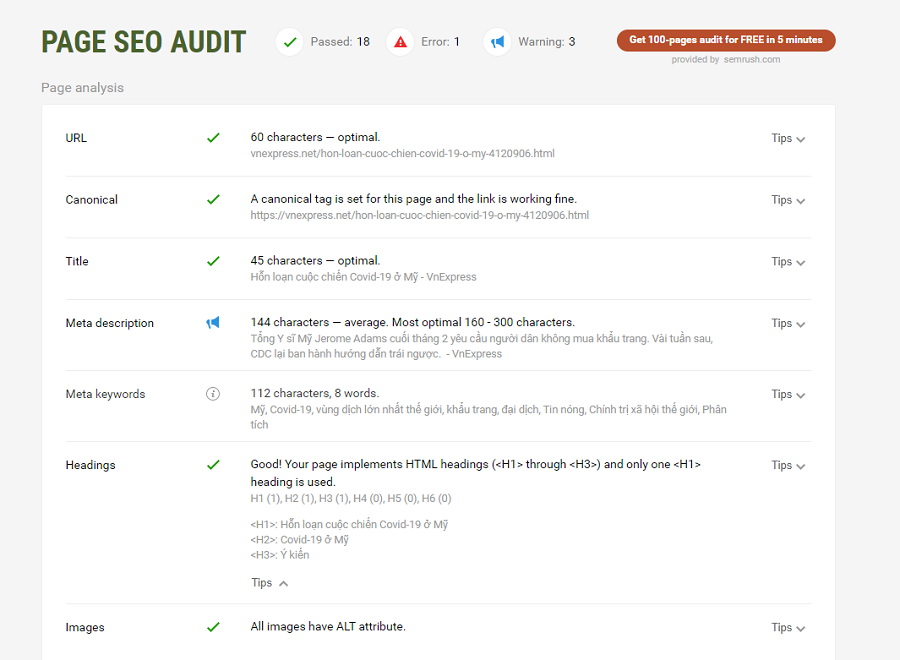 PAGE SEO AUDIT
Passed: 18
Error: 1
Warning: 3
Get 100-pages audit for FREE in 5 minutes
provided by semrush.com
Page analysis
URL
60 characters — optimal.
Tips
vnexpress.net/hon-loan-cuoc-chien-covid-19-o-my-4120906.html
Canonical
A canonical tag is set for this page and the link is working fine.
Tips
https://vnexpress.net/hon-loan-cuoc-chien-covid-19-o-my-4120906.html
Title
45 characters — optimal.
Tips
Hỗn loạn cuộc chiến Covid-19 ở Mỹ - VnExpress
Meta description
144 characters — average. Most optimal 160 - 300 characters.
Tips
Tổng Y sĩ Mỹ Jerome Adams cuối tháng 2 yêu cầu người dân không mua khẩu trang. Vài tuần sau,
CDC lại ban hành hướng dẫn trái ngược. - VnExpress
Meta keywords
112 characters, 8 words.
Tips
Mỹ, Covid-19, vùng dịch lớn nhất thế giới, khẩu trang, đại dịch, Tin nóng, Chính trị xã hội thế giới, Phân
tích
Headings
Good! Your page implements HTML headings (<H1> through <H3>) and only one <H1>
Tips
heading is used.
H1 (1), H2 (1), H3 (1), H4 (0), H5 (0), H6 (0)
<H1>: Hỗn loạn cuộc chiến Covid-19 ở Mỹ
<H2>: Covid-19 ở Mỹ
<H3>: Ý kiến
Tips
Images
All images have ALT attribute.
Tips